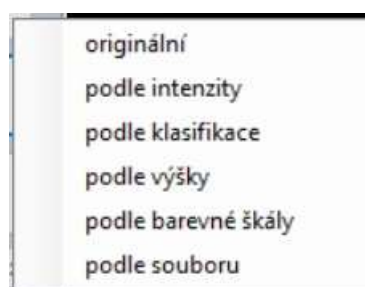 originální
podle intenzity
podle klasifikace
podle výšky
podle barevné škály
podle souboru